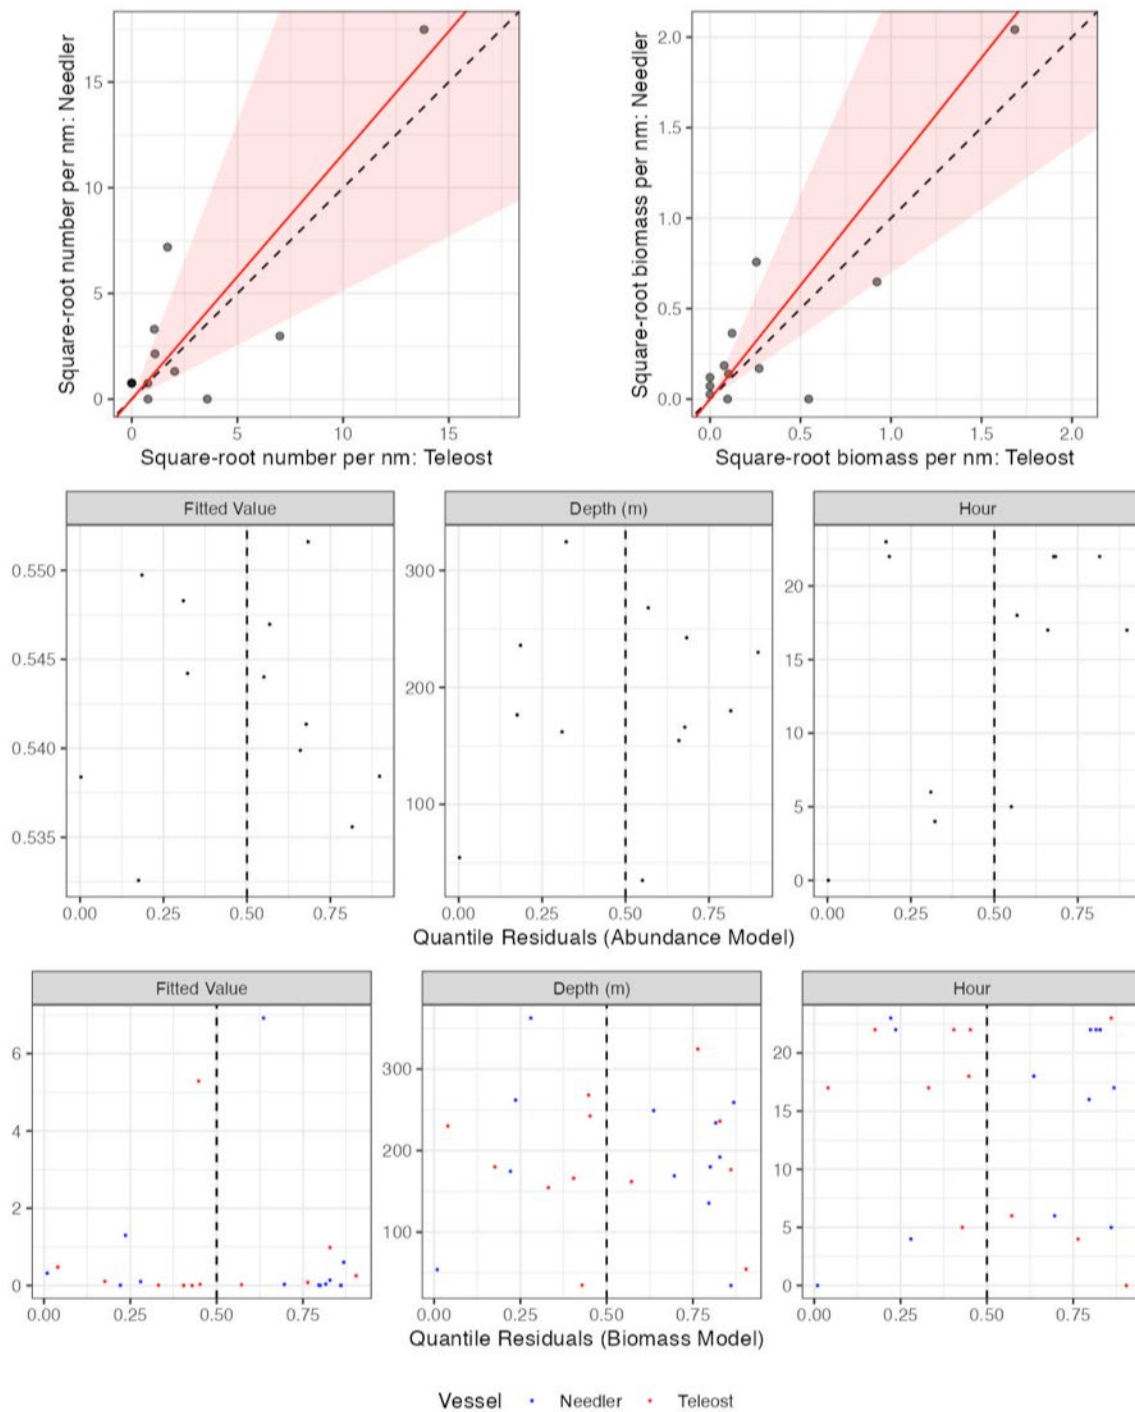 Square-root number per nm: Needler
15
10
5
0
0 5 10 15
Square-root number per nm: Teleost
Square-root biomass per nm: Needler
2.0
1.5
1.0
0.5
0.0
0.0 0.5 1.0 1.5 2.0
Square-root biomass per nm: Teleost
Fitted Value
0.550
0.545
0.540
0.535
0.00 0.25 0.50 0.75
Depth (m)
300
200
100
0.00 0.25 0.50 0.75
Hour
20
15
10
5
0
0.00 0.25 0.50 0.75
Quantile Residuals (Abundance Model)
Fitted Value
6
4
2
0
0.00 0.25 0.50 0.75
Depth (m)
300
200
100
0.00 0.25 0.50 0.75
Hour
20
15
10
5
0
0.00 0.25 0.50 0.75
Quantile Residuals (Biomass Model)
Vessel Needler Teleost